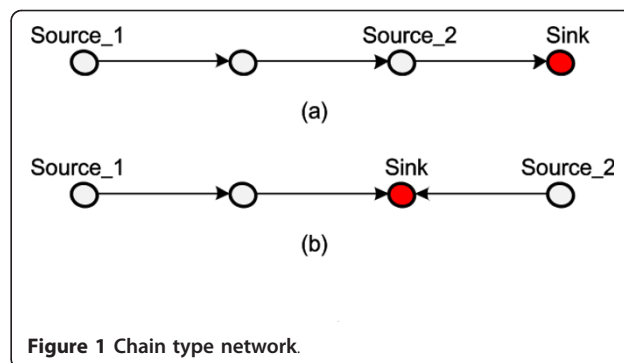 Source_1 Source_2 Sink
(a)
Source_1 Sink Source_2
(b)
Figure 1 Chain type network.